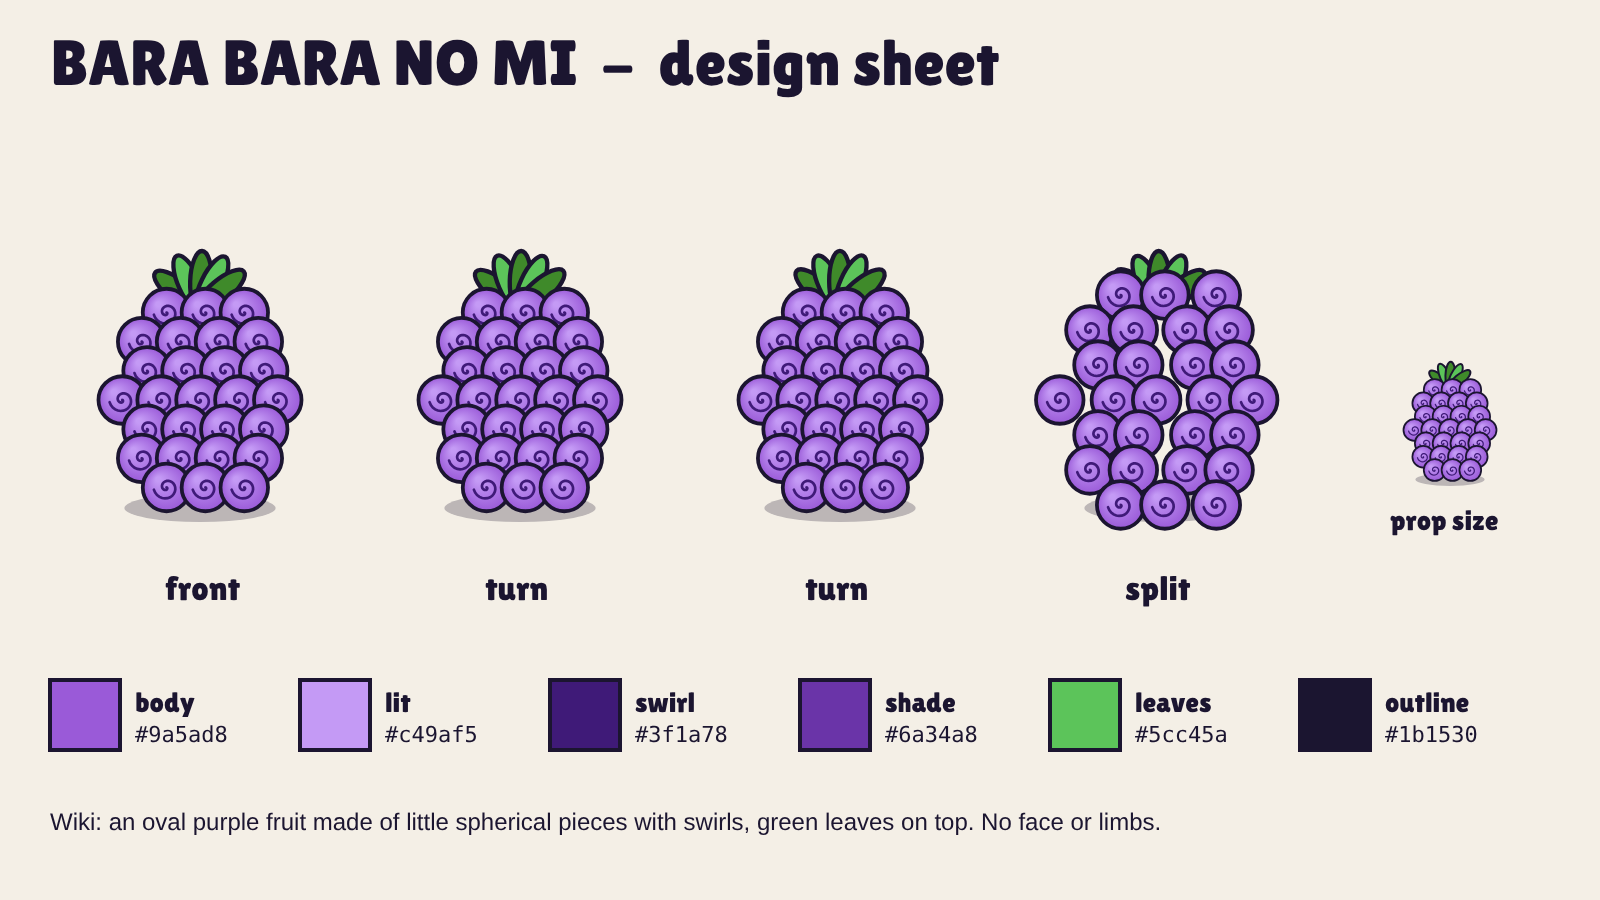 BARA BARA NO MI – design sheet
prop size
front
turn
turn
split
body
#9a5ad8
lit
#c49af5
swirl
#3f1a78
shade
#6a34a8
leaves
#5cc45a
outline
#1b1530
Wiki: an oval purple fruit made of little spherical pieces with swirls, green leaves on top. No face or limbs.